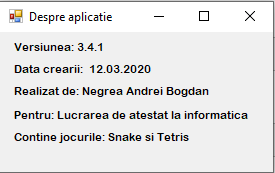 Despre aplicatie
Versiunea: 3.4.1
Data crearii: 12.03.2020
Realizat de: Negrea Andrei Bogdan
Pentru: Lucrarea de atestat la informatica
Contine jocurile: Snake si Tetris